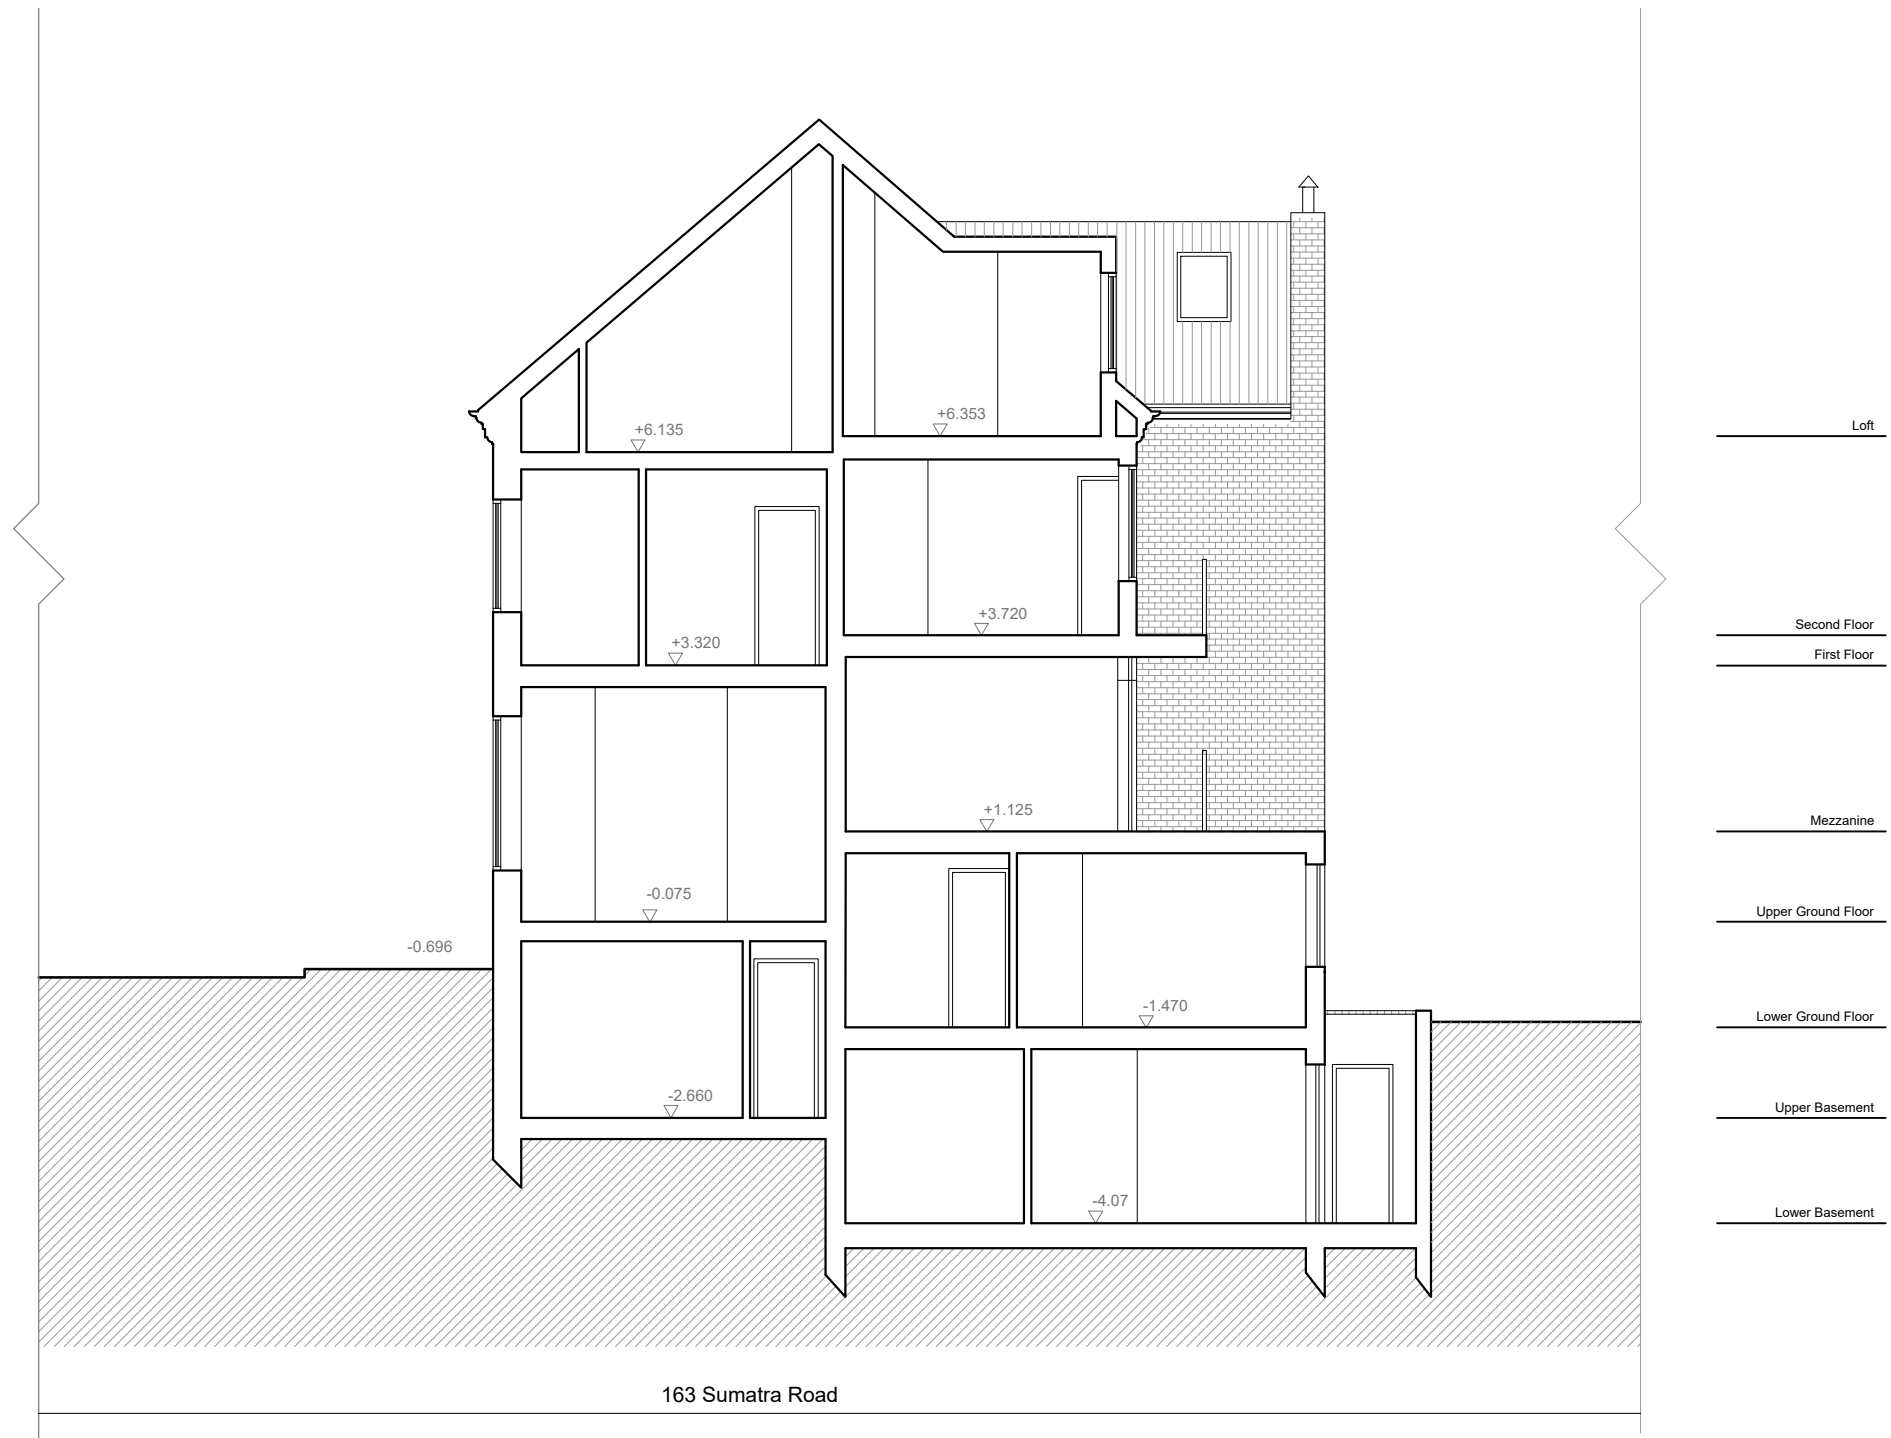 +6.135
+6.353
Loft
+3.720
Second Floor
+3.320
First Floor
+1.125
Mezzanine
-0.075
Upper Ground Floor
-0.696
-1.470
Lower Ground Floor
-2.660
Upper Basement
-4.07
Lower Basement
163 Sumatra Road